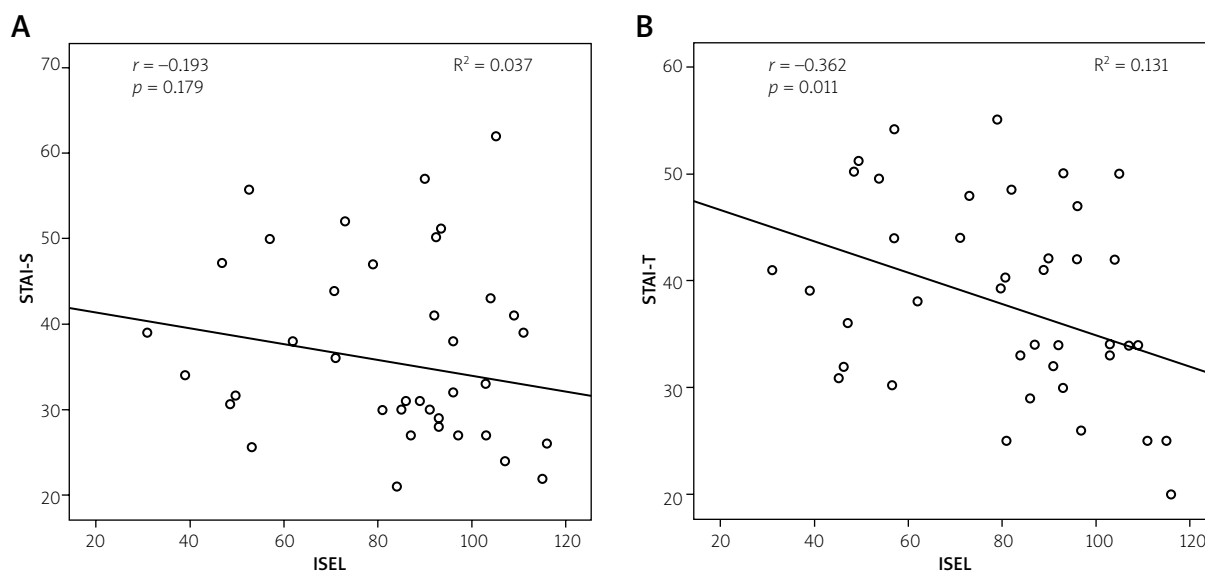 A
r = –0.193
p = 0.179
R² = 0.037
70
60
50
40
30
20
STAI-S
20 40 60 80 100 120
ISEL
B
r = –0.362
p = 0.011
R² = 0.131
60
50
40
30
20
STAI-T
20 40 60 80 100 120
ISEL